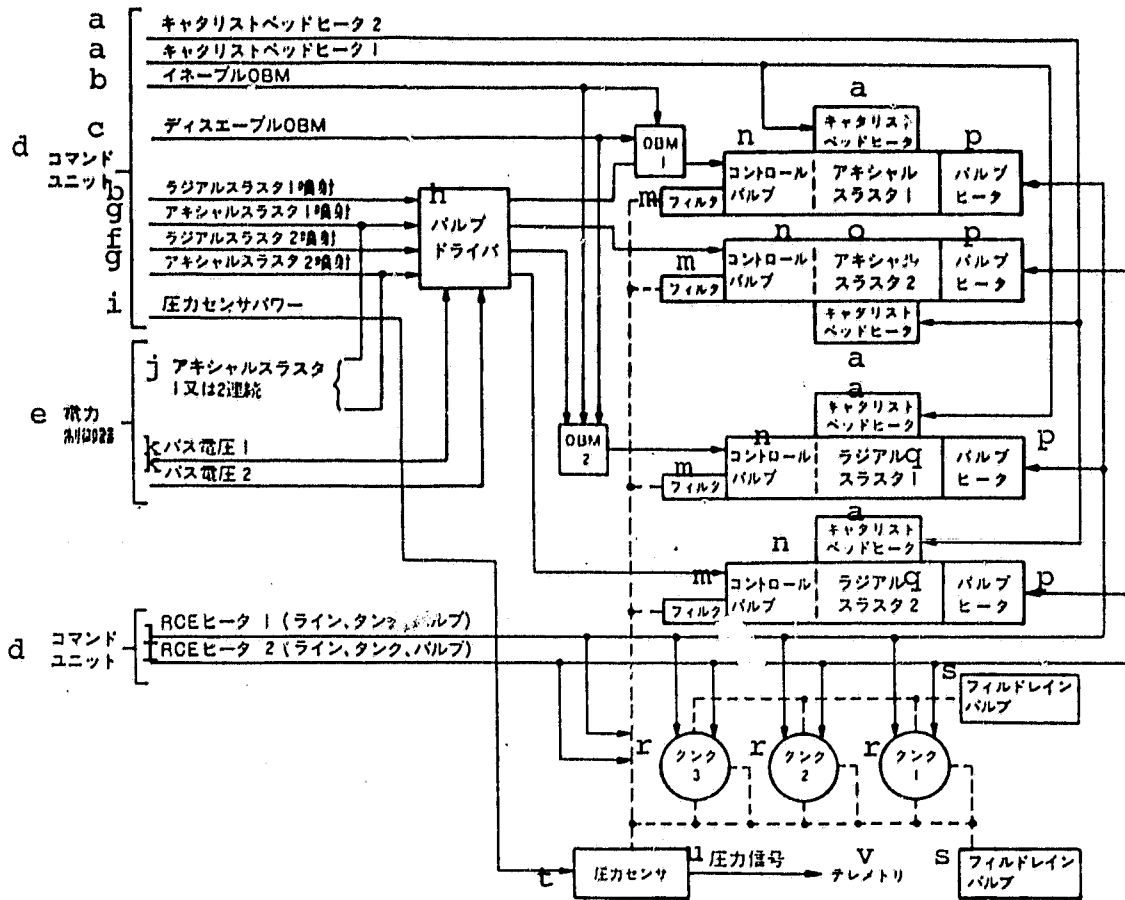 a キャタリストベッドヒータ2
a キャタリストベッドヒータ1
b イネーブルOBM
c ディスエーブルOBM
d コマンド
ユニット
b ラジアルスラスタ1噴射
g アキシャルスラスタ1噴射
f ラジアルスラスタ2噴射
g アキシャルスラスタ2噴射
i 圧力センサパワー
h
バルブ
ドライバ
OBM
1
a
キャタリスト
ベッドヒータ
n
コントロール
バルブ
アキシャル
スラスタ1
p
バルブ
ヒータ
m フィルタ
n
コントロール
バルブ
o
アキシャル
スラスタ2
p
バルブ
ヒータ
m
フィルタ
キャタリスト
ベッドヒータ
a
j アキシャルスラスタ
1又は2連続
e 電力
制御器
k バス電圧1
k バス電圧2
OBM
2
a
キャタリスト
ベッドヒータ
n
コントロール
バルブ
ラジアル q
スラスタ1
バルブ
ヒータ
p
m
フィルタ
a
キャタリスト
ベッドヒータ
n
コントロール
バルブ
ラジアル q
スラスタ2
バルブ
ヒータ
p
m
フィルタ
d コマンド
ユニット
l RCEヒータ 1 (ライン、タンク、バルブ)
l RCEヒータ 2 (ライン、タンク、バルブ)
s
フィルドレイン
バルブ
r タンク
3
r タンク
2
r タンク
1
t 圧力センサ
u 圧力信号
v
テレメトリ
s フィルドレイン
バルブ